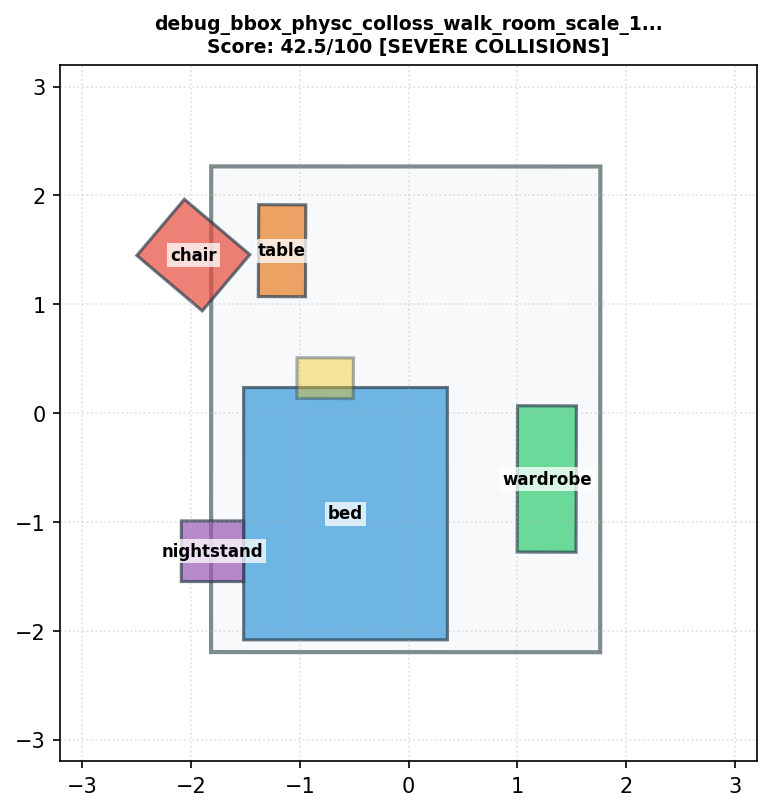 debug_bbox_physc_colloss_walk_room_scale_1...
Score: 42.5/100 [SEVERE COLLISIONS]
3
2
1
0
−1
−2
−3
chair
table
bed
wardrobe
nightstand
−3
−2
−1
0
1
2
3